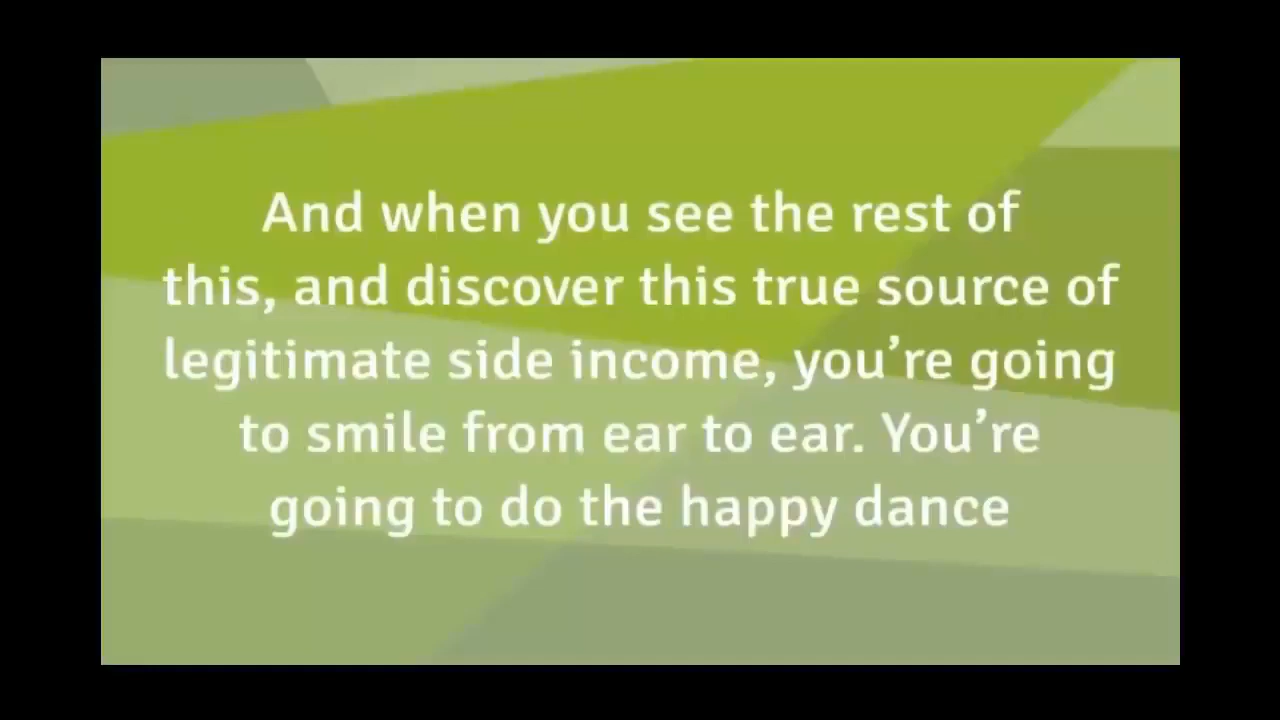 And when you see the rest of
this, and discover this true source of
legitimate side income, you’re going
to smile from ear to ear. You’re
going to do the happy dance